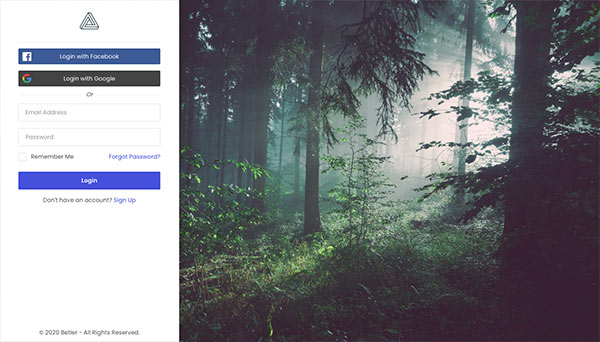 Login with Facebook
Login with Google
Or
Email Address
Password
Remember Me
Forgot Password?
Login
Don't have an account? Sign Up
© 2020 Betler - All Rights Reserved.